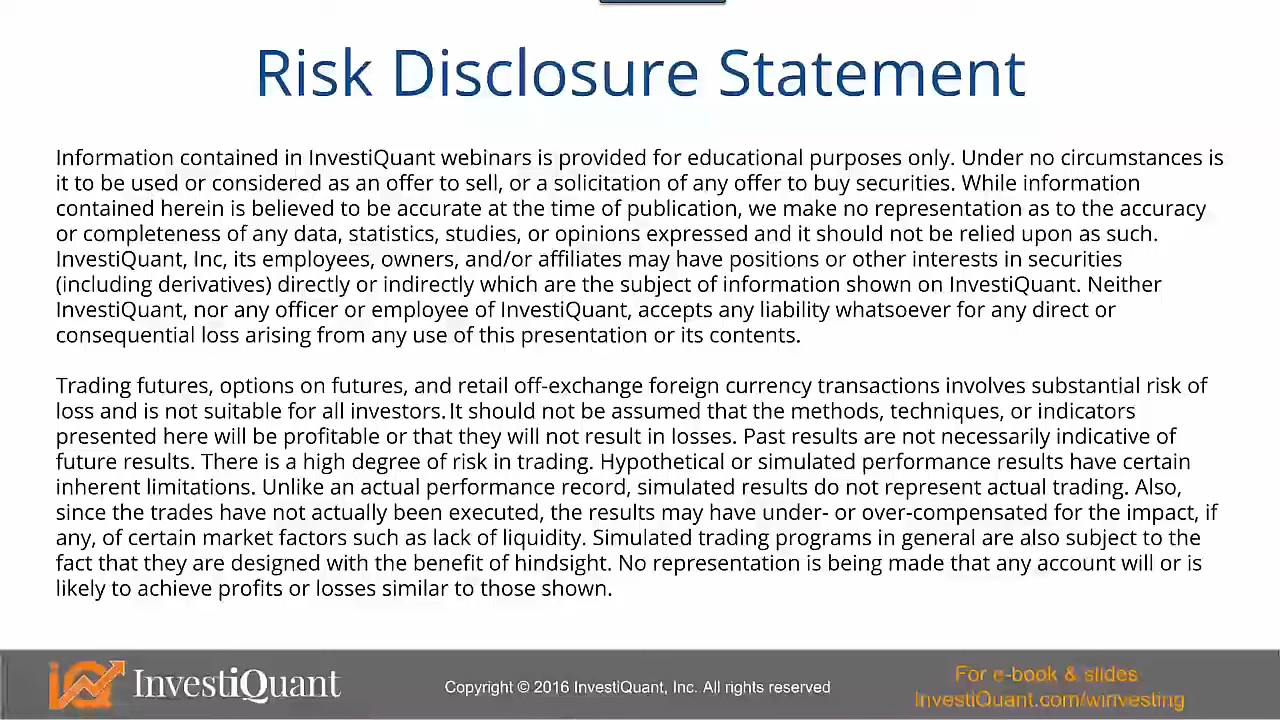 Risk Disclosure Statement
Information contained in InvestiQuant webinars is provided for educational purposes only. Under no circumstances is
it to be used or considered as an offer to sell, or a solicitation of any offer to buy securities. While information
contained herein is believed to be accurate at the time of publication, we make no representation as to the accuracy
or completeness of any data, statistics, studies, or opinions expressed and it should not be relied upon as such.
InvestiQuant, Inc, its employees, owners, and/or affiliates may have positions or other interests in securities
(including derivatives) directly or indirectly which are the subject of information shown on InvestiQuant. Neither
InvestiQuant, nor any officer or employee of InvestiQuant, accepts any liability whatsoever for any direct or
consequential loss arising from any use of this presentation or its contents.
Trading futures, options on futures, and retail off-exchange foreign currency transactions involves substantial risk of
loss and is not suitable for all investors. It should not be assumed that the methods, techniques, or indicators
presented here will be profitable or that they will not result in losses. Past results are not necessarily indicative of
future results. There is a high degree of risk in trading. Hypothetical or simulated performance results have certain
inherent limitations. Unlike an actual performance record, simulated results do not represent actual trading. Also,
since the trades have not actually been executed, the results may have under- or over-compensated for the impact, if
any, of certain market factors such as lack of liquidity. Simulated trading programs in general are also subject to the
fact that they are designed with the benefit of hindsight. No representation is being made that any account will or is
likely to achieve profits or losses similar to those shown.
iQ InvestiQuant
Copyright © 2016 InvestiQuant, Inc. All rights reserved
For e-book & slides
InvestiQuant.com/winvesting